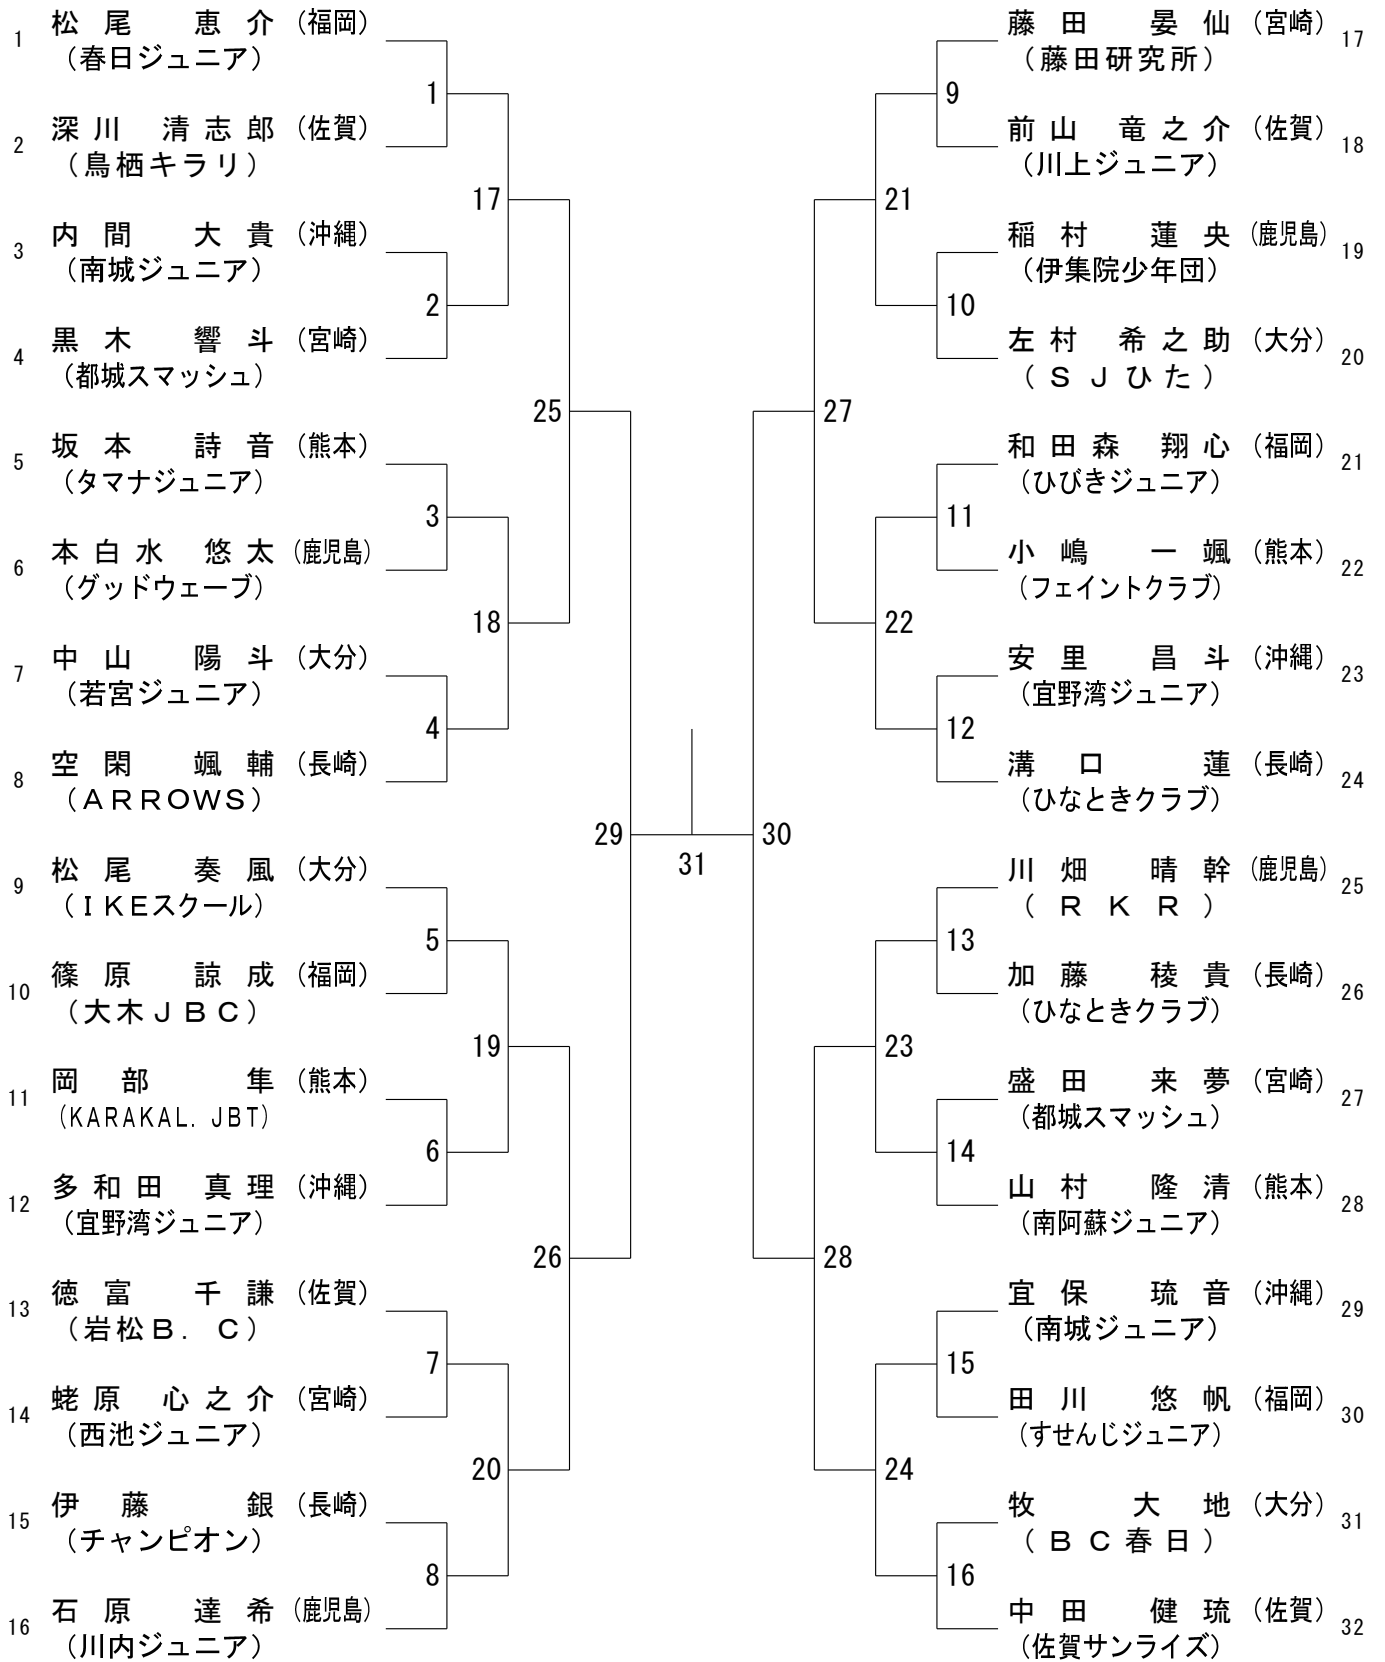 1 松尾 恵介 (福岡)
(春日ジュニア)
1
2 深川 清志郎 (佐賀)
(鳥栖キラリ)
17
3 内間 大貴 (沖縄)
(南城ジュニア)
2
4 黒木 響斗 (宮崎)
(都城スマッシュ)
25
5 坂本 詩音 (熊本)
(タマナジュニア)
3
6 本白水 悠太 (鹿児島)
(グッドウェーブ)
18
7 中山 陽斗 (大分)
(若宮ジュニア)
4
8 空閑 颯輔 (長崎)
(ARROWS)
29
9 松尾 奏風 (大分)
(IKEスクール)
5
10 篠原 諒成 (福岡)
(大木JBC)
19
11 岡部 隼 (熊本)
(KARAKAL. JBT)
6
12 多和田 真理 (沖縄)
(宜野湾ジュニア)
26
13 徳富 千謙 (佐賀)
(岩松B. C)
7
14 蛯原 心之介 (宮崎)
(西池ジュニア)
20
15 伊藤 銀 (長崎)
(チャンピオン)
8
16 石原 達希 (鹿児島)
(川内ジュニア)
31
藤田 晏仙 (宮崎) 17
(藤田研究所)
9
前山 竜之介 (佐賀) 18
(川上ジュニア)
21
稲村 蓮央 (鹿児島) 19
(伊集院少年団)
10
左村 希之助 (大分) 20
(SJひた)
27
和田森 翔心 (福岡) 21
(ひびきジュニア)
11
小嶋 一颯 (熊本) 22
(フェイントクラブ)
22
安里 昌斗 (沖縄) 23
(宜野湾ジュニア)
12
溝口 蓮 (長崎) 24
(ひなときクラブ)
30
川畑 晴幹 (鹿児島) 25
(RKR)
13
加藤 稜貴 (長崎) 26
(ひなときクラブ)
23
盛田 来夢 (宮崎) 27
(都城スマッシュ)
14
山村 隆清 (熊本) 28
(南阿蘇ジュニア)
28
宜保 琉音 (沖縄) 29
(南城ジュニア)
15
田川 悠帆 (福岡) 30
(すせんじジュニア)
24
牧 大地 (大分) 31
(BC春日)
16
中田 健琉 (佐賀) 32
(佐賀サンライズ)